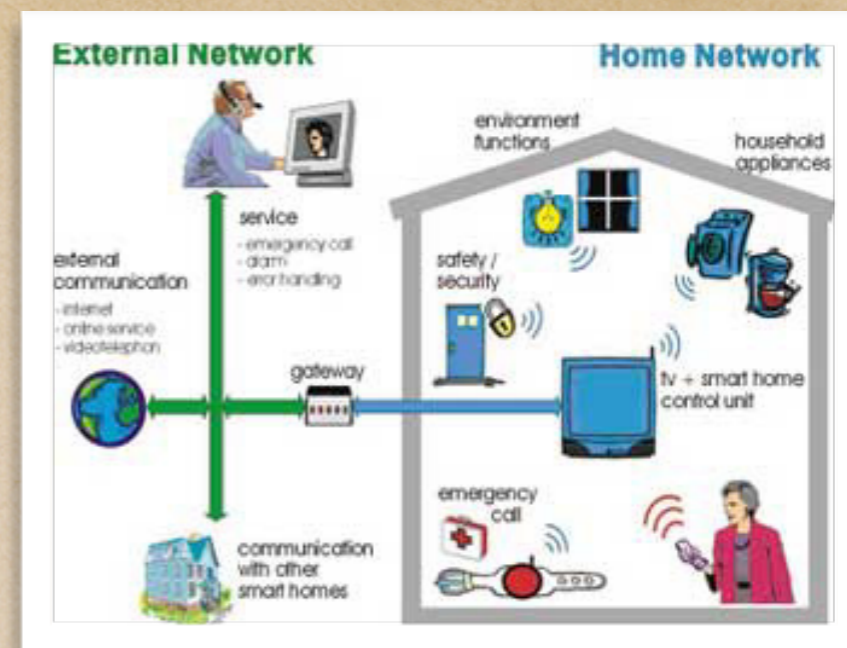 External Network
Home Network
environment
functions
household
appliances
service
- emergency call
- alarm
- error handling
external
communication
- internet
- online service
- videotelephon
safety /
security
gateway
tv + smart home
control unit
emergency
call
communication
with other
smart homes